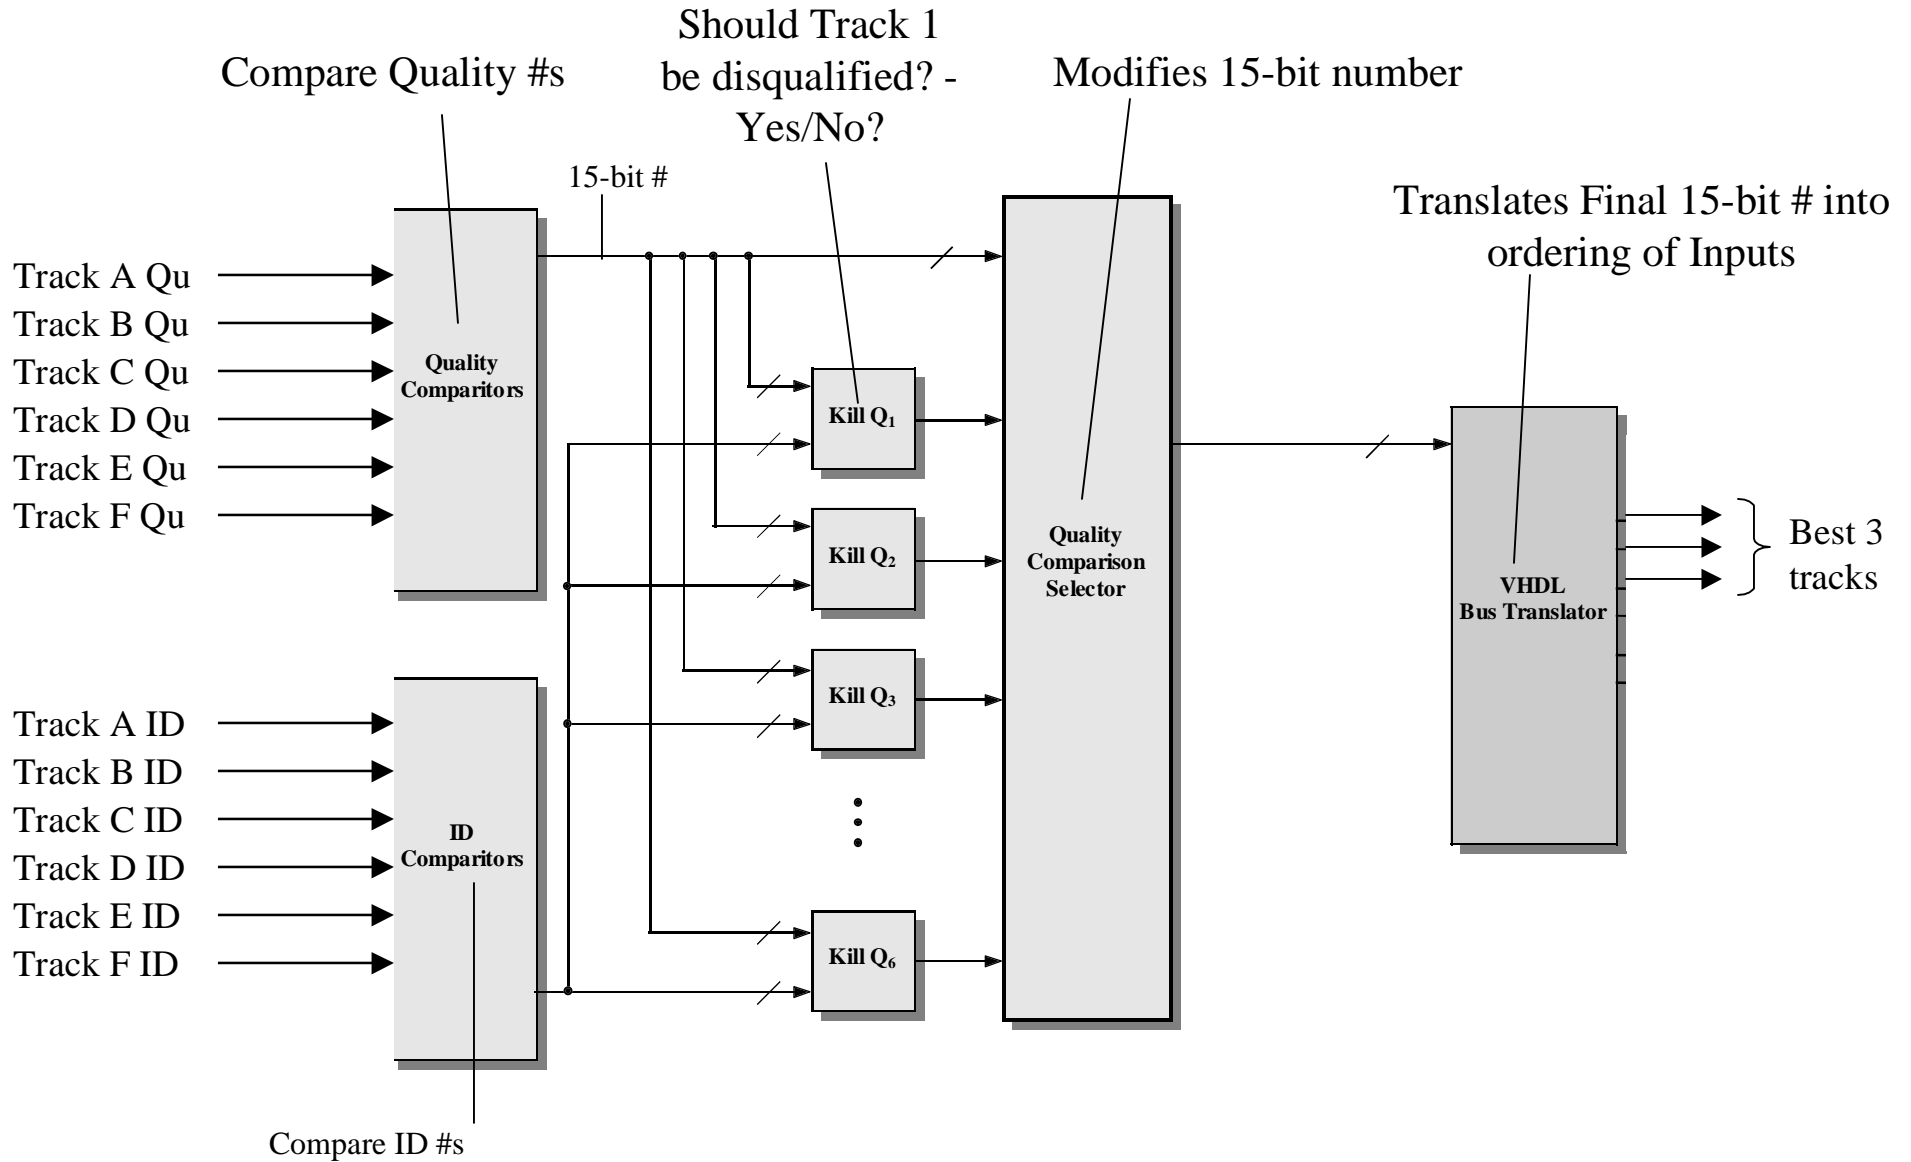 Should Track 1
be disqualified? -
Yes/No?
Compare Quality #s
Modifies 15-bit number
15-bit #
Translates Final 15-bit # into
ordering of Inputs
Track A Qu
Track B Qu
Track C Qu
Track D Qu
Track E Qu
Track F Qu
Quality
Comparitors
Kill Q1
Kill Q2
Kill Q3
Kill Q6
Quality
Comparison
Selector
VHDL
Bus Translator
Best 3
tracks
Track A ID
Track B ID
Track C ID
Track D ID
Track E ID
Track F ID
ID
Comparitors
Compare ID #s